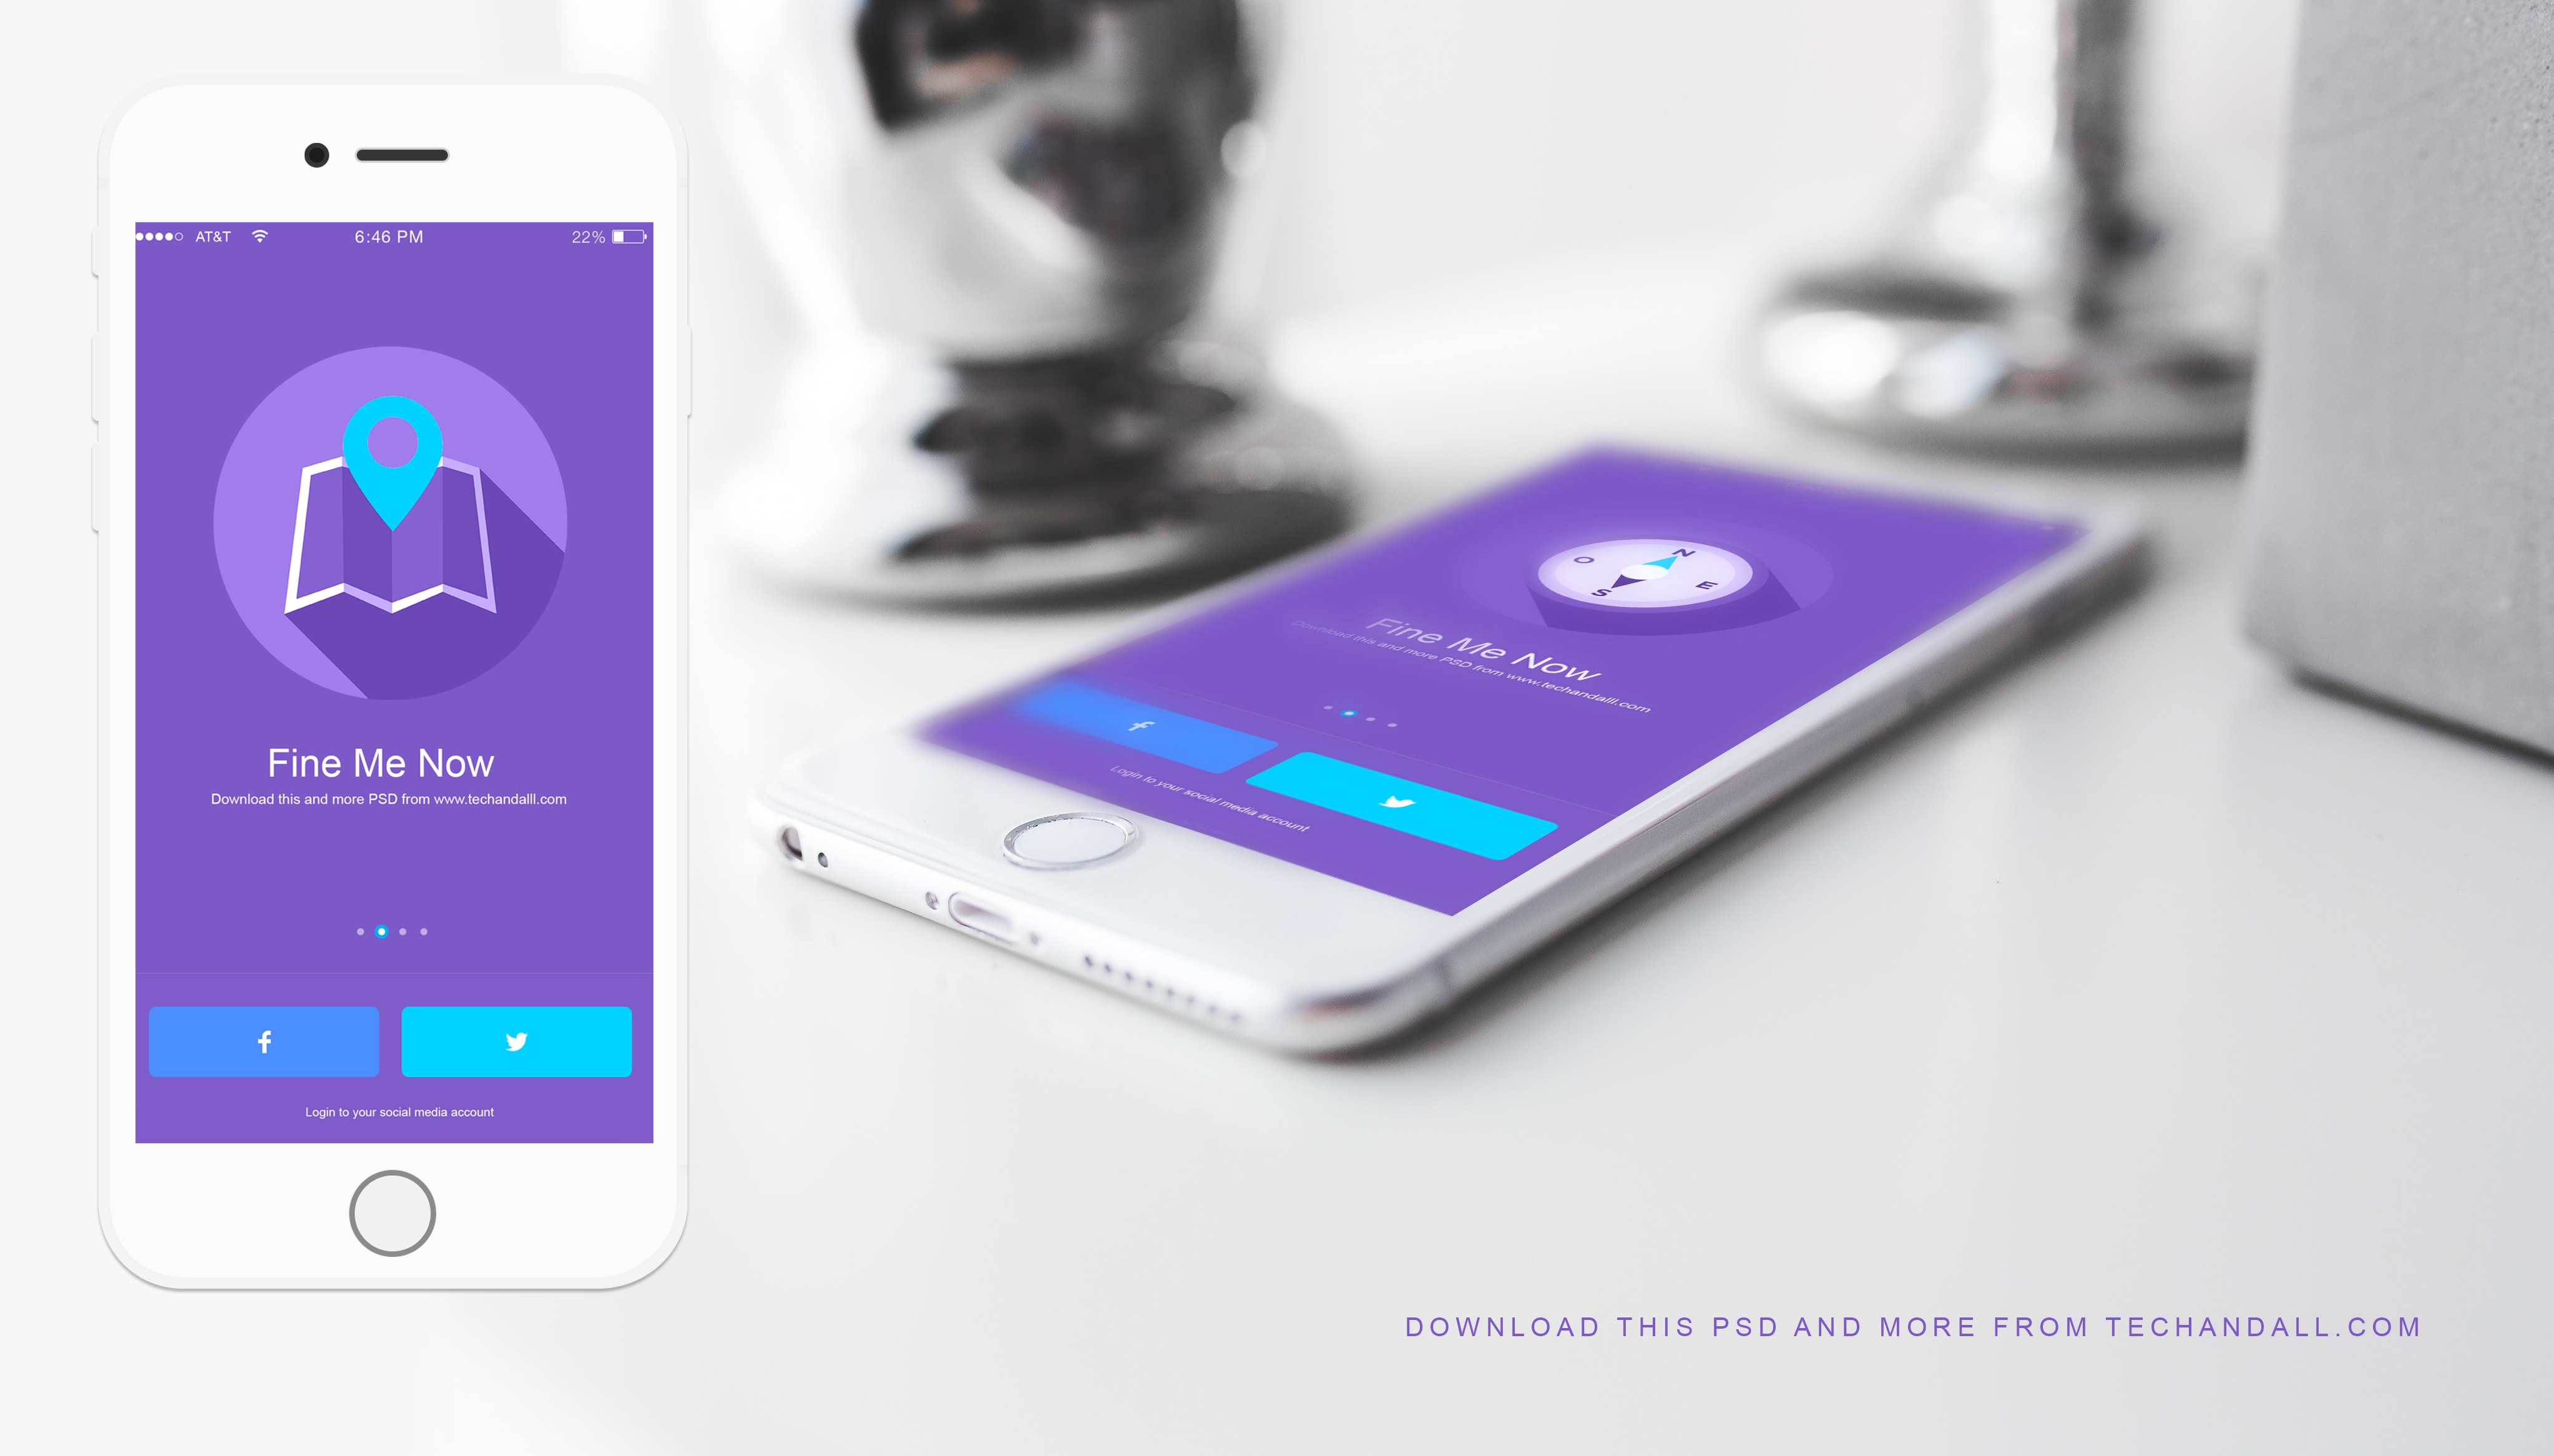 AT&T 6:46 PM 22%
Fine Me Now
Download this and more PSD from www.techandalll.com
Login to your social media account
N
O
E
S
Fine Me Now
Download this and more PSD from www.techandalll.com
Login to your social media account
DOWNLOAD THIS PSD AND MORE FROM TECHANDALL.COM